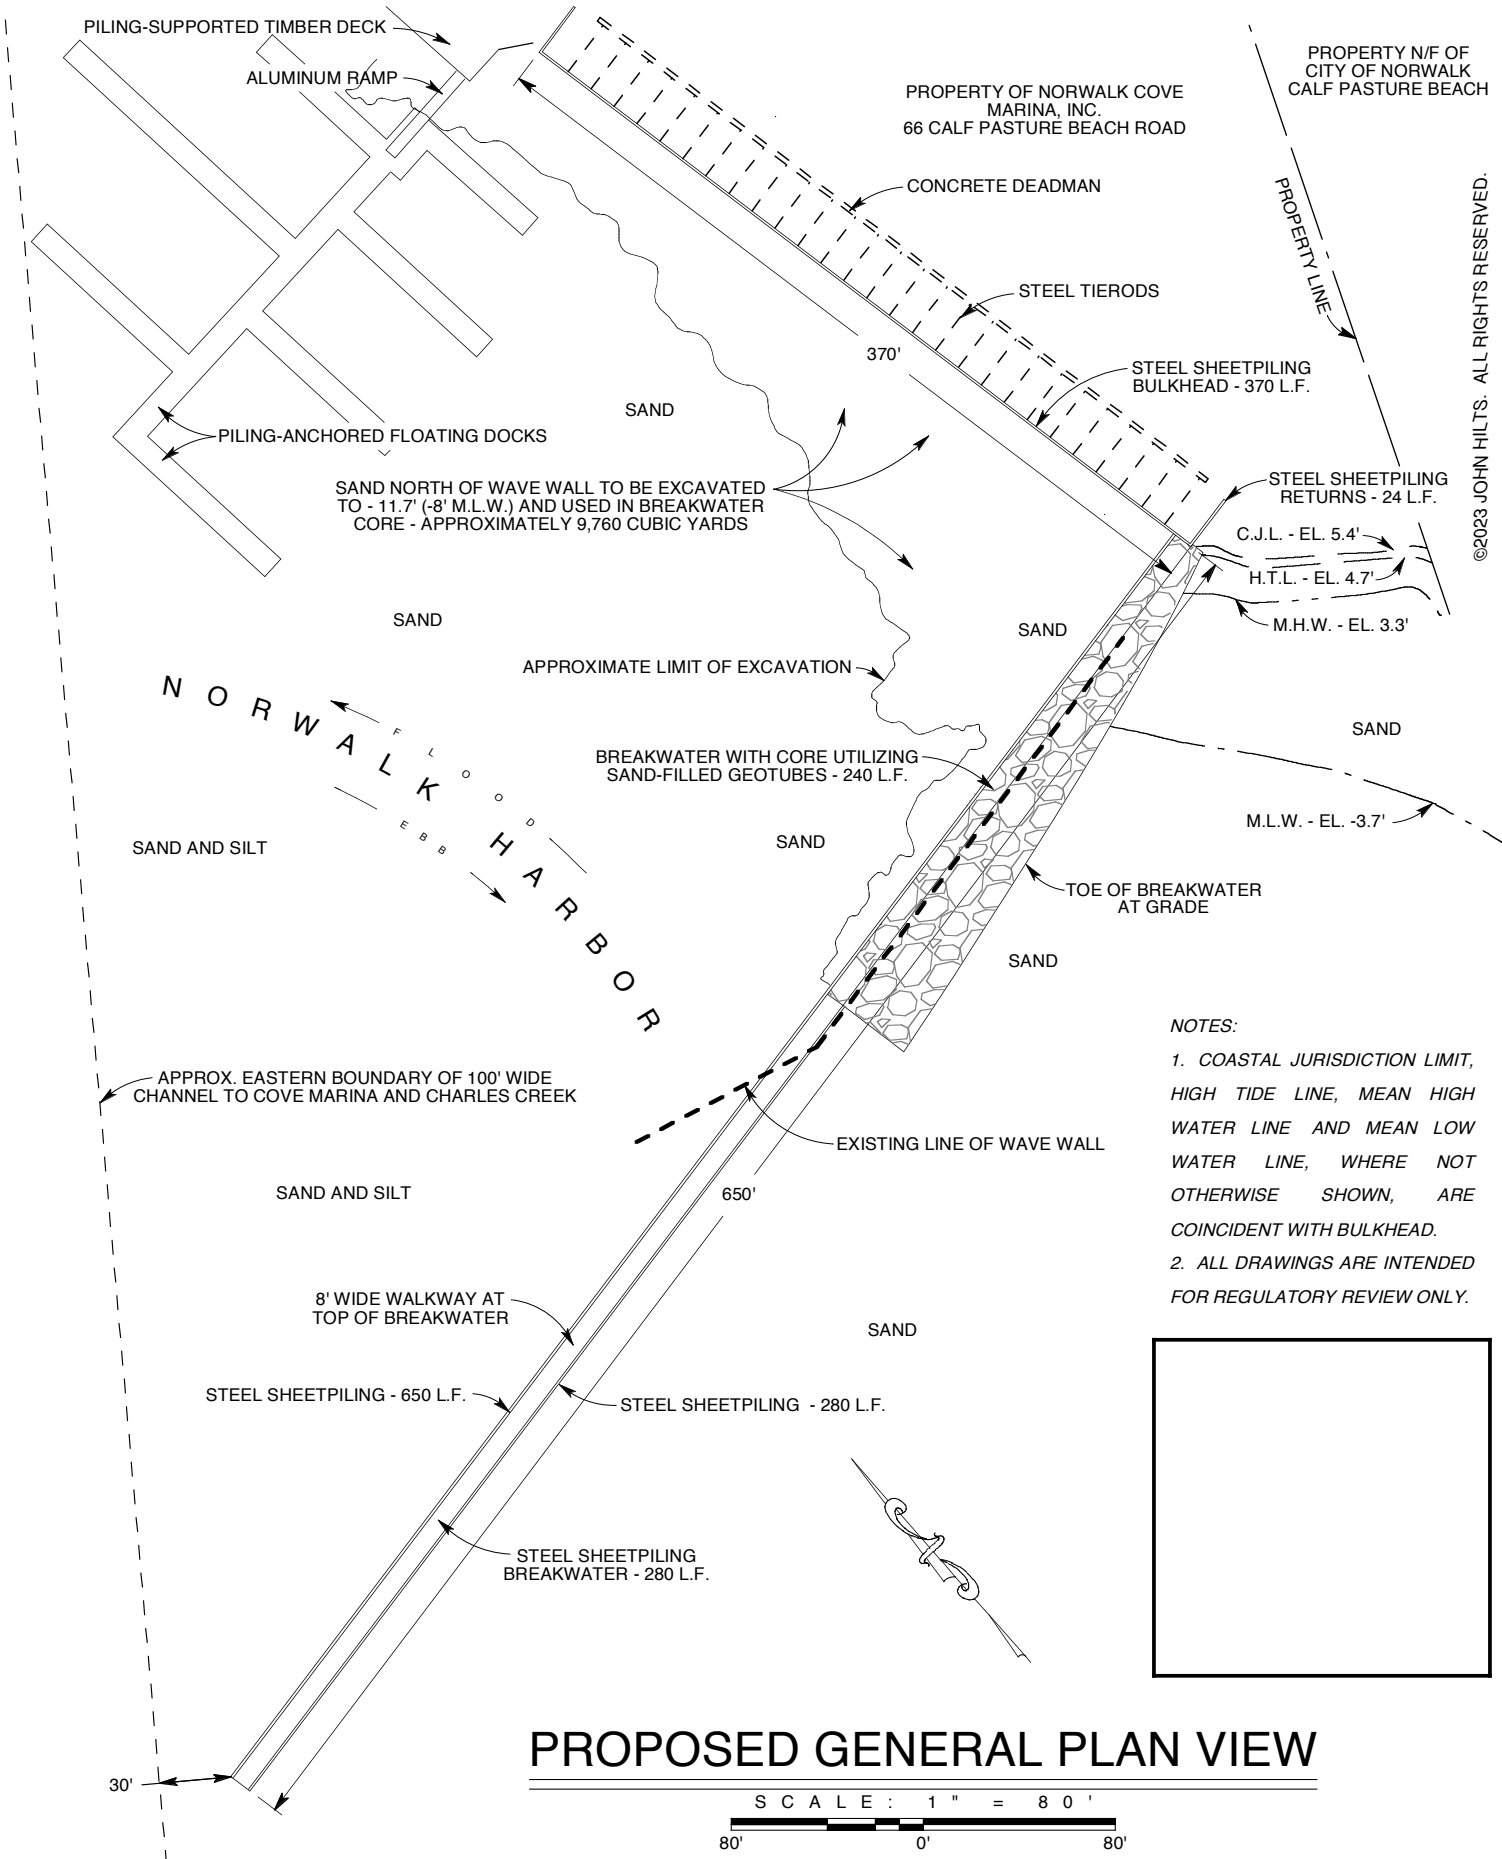 PILING-SUPPORTED TIMBER DECK
ALUMINUM RAMP
PROPERTY OF NORWALK COVE
MARINA, INC.
66 CALF PASTURE BEACH ROAD
PROPERTY N/F OF
CITY OF NORWALK
CALF PASTURE BEACH
©2023 JOHN HILTS. ALL RIGHTS RESERVED.
CONCRETE DEADMAN
PROPERTY LINE
STEEL TIERODS
370'
STEEL SHEETPILING
BULKHEAD - 370 L.F.
SAND
PILING-ANCHORED FLOATING DOCKS
SAND NORTH OF WAVE WALL TO BE EXCAVATED
TO - 11.7' (-8' M.L.W.) AND USED IN BREAKWATER
CORE - APPROXIMATELY 9,760 CUBIC YARDS
STEEL SHEETPILING
RETURNS - 24 L.F.
C.J.L. - EL. 5.4'
H.T.L. - EL. 4.7'
M.H.W. - EL. 3.3'
SAND
SAND
APPROXIMATE LIMIT OF EXCAVATION
NORWALK HARBOR
FLOOD
EBB
SAND
BREAKWATER WITH CORE UTILIZING
SAND-FILLED GEOTUBES - 240 L.F.
M.L.W. - EL. -3.7'
SAND AND SILT
SAND
TOE OF BREAKWATER
AT GRADE
SAND
NOTES:
1. COASTAL JURISDICTION LIMIT,
HIGH TIDE LINE, MEAN HIGH
WATER LINE AND MEAN LOW
WATER LINE, WHERE NOT
OTHERWISE SHOWN, ARE
COINCIDENT WITH BULKHEAD.
2. ALL DRAWINGS ARE INTENDED
FOR REGULATORY REVIEW ONLY.
APPROX. EASTERN BOUNDARY OF 100' WIDE
CHANNEL TO COVE MARINA AND CHARLES CREEK
EXISTING LINE OF WAVE WALL
SAND AND SILT
650'
8' WIDE WALKWAY AT
TOP OF BREAKWATER
SAND
STEEL SHEETPILING - 650 L.F.
STEEL SHEETPILING - 280 L.F.
STEEL SHEETPILING
BREAKWATER - 280 L.F.
30'
PROPOSED GENERAL PLAN VIEW
SCALE: 1" = 80'
80' 0' 80'